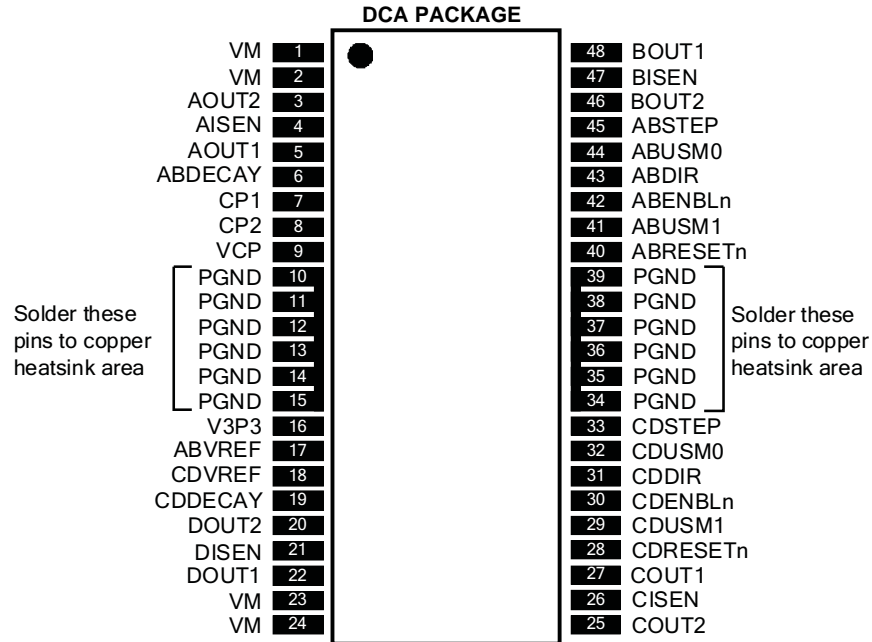 DCA PACKAGE
VM 1 48 BOUT1
VM 2 47 BISEN
AOUT2 3 46 BOUT2
AISEN 4 45 ABSTEP
AOUT1 5 44 ABUSM0
ABDECAY 6 43 ABDIR
CP1 7 42 ABENBLn
CP2 8 41 ABUSM1
VCP 9 40 ABRESETn
PGND 10 39 PGND
PGND 11 38 PGND
PGND 12 37 PGND
PGND 13 36 PGND
PGND 14 35 PGND
PGND 15 34 PGND
Solder these
pins to copper
heatsink area
Solder these
pins to copper
heatsink area
V3P3 16 33 CDSTEP
ABVREF 17 32 CDUSM0
CDVREF 18 31 CDDIR
CDDECAY 19 30 CDENBLn
DOUT2 20 29 CDUSM1
DISEN 21 28 CDRESETn
DOUT1 22 27 COUT1
VM 23 26 CISEN
VM 24 25 COUT2